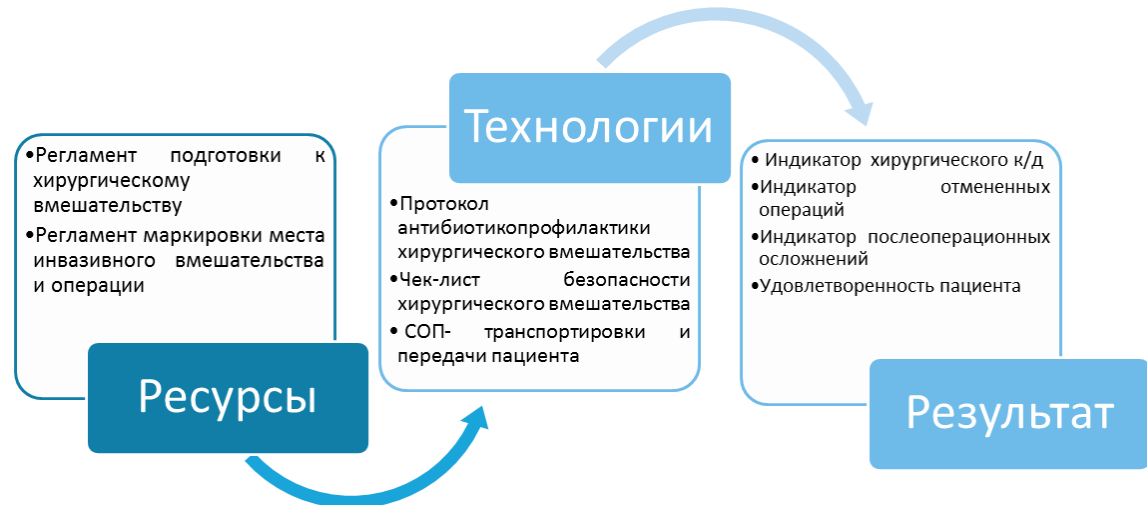 •Регламент подготовки к
хирургическому
вмешательству
•Регламент маркировки места
инвазивного вмешательства
и операции
Ресурсы
Технологии
•Протокол
антибиотикопрофилактики
хирургического вмешательства
•Чек-лист безопасности
хирургического вмешательства
• СОП- транспортировки и
передачи пациента
• Индикатор хирургического к/д
•Индикатор отмененных
операций
•Индикатор послеоперационных
осложнений
•Удовлетворенность пациента
Результат